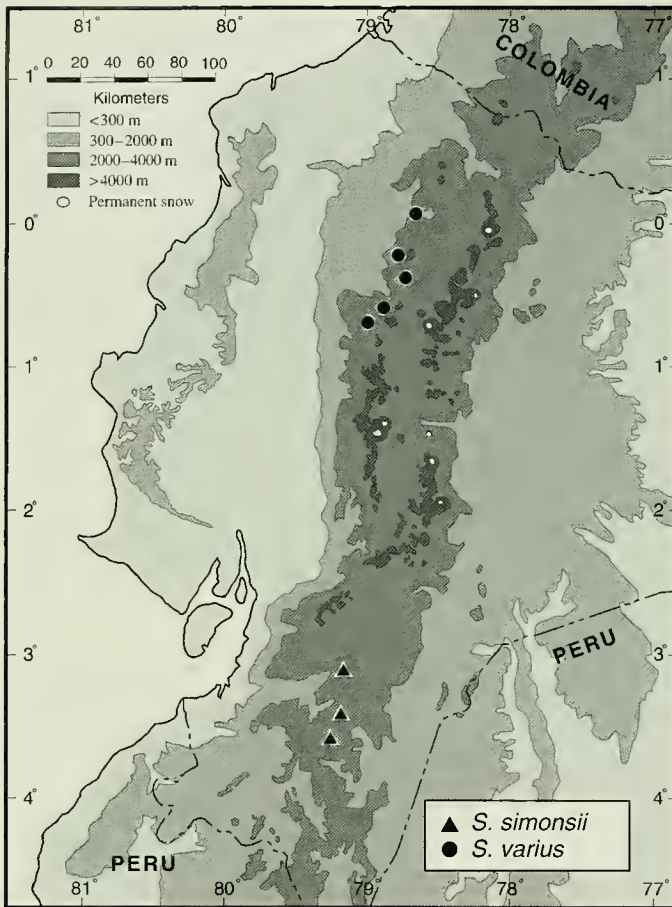 81 80 79 78 77
COLOMBIA
1°
0 20 40 60 80 100
Kilometers
<300 m
300–2000 m
2000–4000 m
>4000 m
Permanent snow
0° 0°
1° 1°
2° 2°
3° 3°
PERU
4° 4°
PERU
S. simonsii
S. varius
81 80 79 78 77